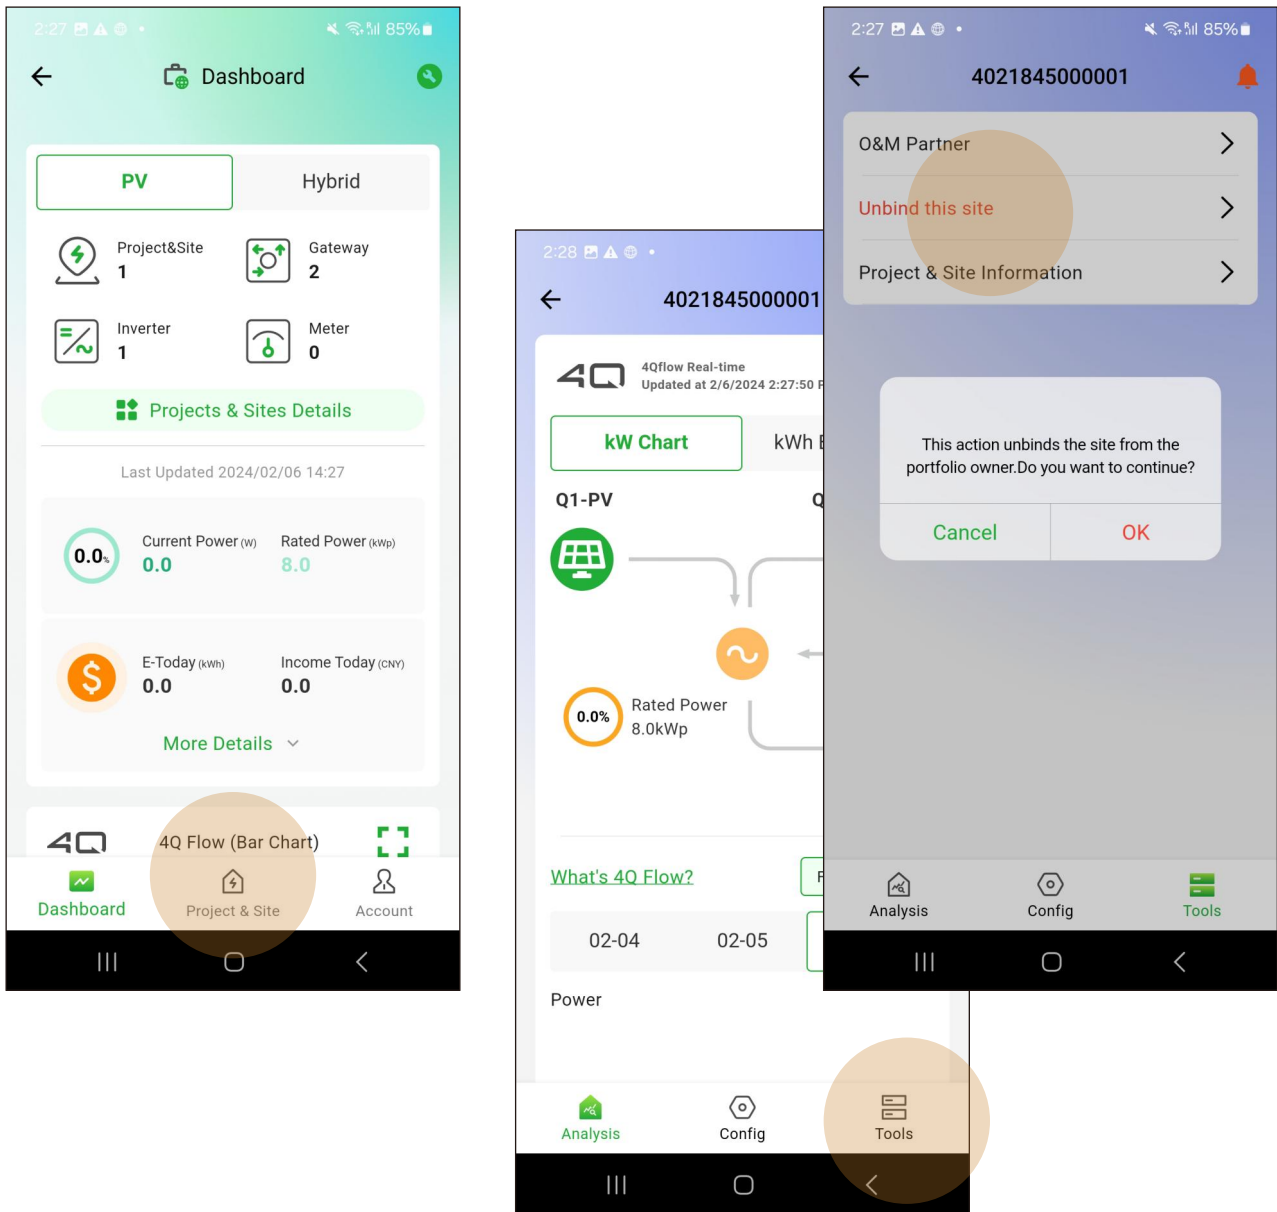 2:27
85%
Dashboard
PV
Hybrid
Project&Site
1
Gateway
2
Inverter
1
Meter
0
Projects & Sites Details
Last Updated 2024/02/06 14:27
0.0%
Current Power (W)
0.0
Rated Power (kWp)
8.0
E-Today (kWh)
0.0
Income Today (CNY)
0.0
More Details
4Q
4Q Flow (Bar Chart)
Dashboard
Project & Site
Account
2:28
4021845000001
4Q
4Qflow Real-time
Updated at 2/6/2024 2:27:50
kW Chart
kWh
Q1-PV
Q
0.0%
Rated Power
8.0kWp
What's 4Q Flow?
02-04
02-05
Power
Analysis
Config
Tools
2:27
85%
4021845000001
O&M Partner
Unbind this site
Project & Site Information
This action unbinds the site from the
portfolio owner.Do you want to continue?
Cancel
OK
Analysis
Config
Tools